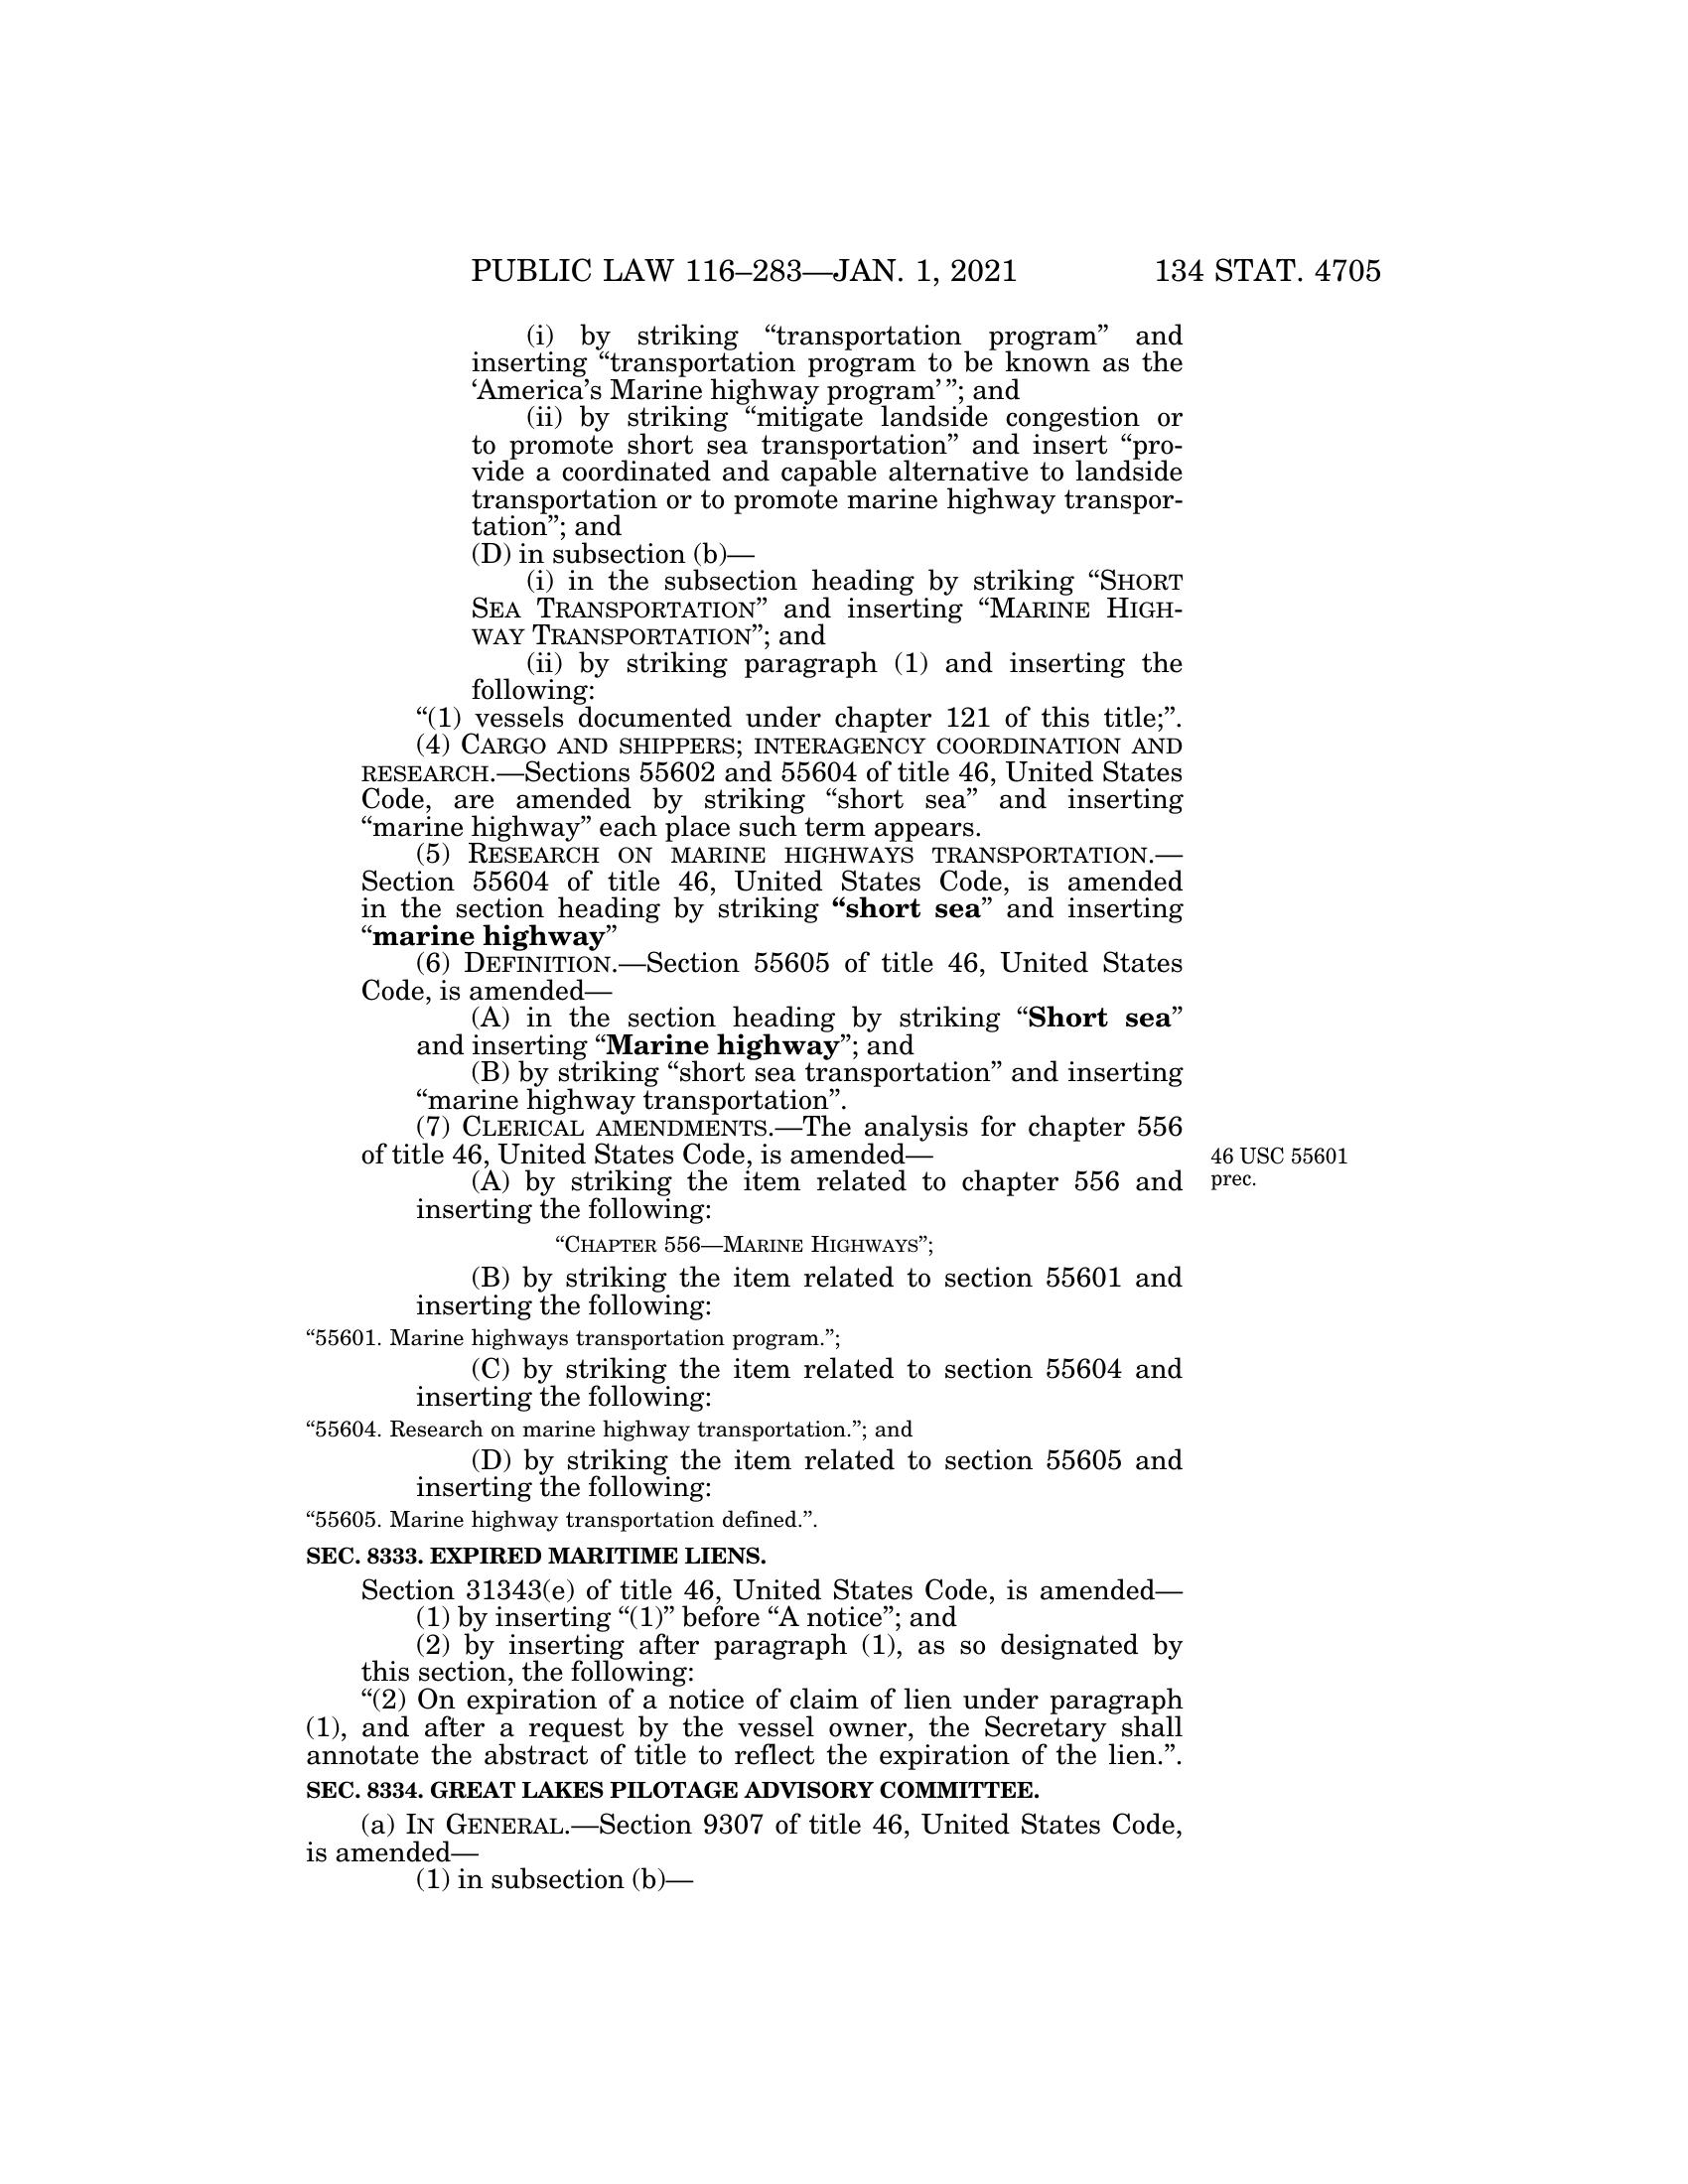 PUBLIC LAW 116–283—JAN. 1, 2021 134 STAT. 4705
(i) by striking “transportation program” and
inserting “transportation program to be known as the
‘America’s Marine highway program’ ”; and
(ii) by striking “mitigate landside congestion or
to promote short sea transportation” and insert “pro-
vide a coordinated and capable alternative to landside
transportation or to promote marine highway transpor-
tation”; and
(D) in subsection (b)—
(i) in the subsection heading by striking “SHORT
SEA TRANSPORTATION” and inserting “MARINE HIGH-
WAY TRANSPORTATION”; and
(ii) by striking paragraph (1) and inserting the
following:
“(1) vessels documented under chapter 121 of this title;”.
(4) CARGO AND SHIPPERS; INTERAGENCY COORDINATION AND
RESEARCH.—Sections 55602 and 55604 of title 46, United States
Code, are amended by striking “short sea” and inserting
“marine highway” each place such term appears.
(5) RESEARCH ON MARINE HIGHWAYS TRANSPORTATION.—
Section 55604 of title 46, United States Code, is amended
in the section heading by striking “short sea” and inserting
“marine highway”
(6) DEFINITION.—Section 55605 of title 46, United States
Code, is amended—
(A) in the section heading by striking “Short sea”
and inserting “Marine highway”; and
(B) by striking “short sea transportation” and inserting
“marine highway transportation”.
(7) CLERICAL AMENDMENTS.—The analysis for chapter 556
of title 46, United States Code, is amended—
46 USC 55601
prec.
(A) by striking the item related to chapter 556 and
inserting the following:
“CHAPTER 556—MARINE HIGHWAYS”;
(B) by striking the item related to section 55601 and
inserting the following:
“55601. Marine highways transportation program.”;
(C) by striking the item related to section 55604 and
inserting the following:
“55604. Research on marine highway transportation.”; and
(D) by striking the item related to section 55605 and
inserting the following:
“55605. Marine highway transportation defined.”.
SEC. 8333. EXPIRED MARITIME LIENS.
Section 31343(e) of title 46, United States Code, is amended—
(1) by inserting “(1)” before “A notice”; and
(2) by inserting after paragraph (1), as so designated by
this section, the following:
“(2) On expiration of a notice of claim of lien under paragraph
(1), and after a request by the vessel owner, the Secretary shall
annotate the abstract of title to reflect the expiration of the lien.”.
SEC. 8334. GREAT LAKES PILOTAGE ADVISORY COMMITTEE.
(a) IN GENERAL.—Section 9307 of title 46, United States Code,
is amended—
(1) in subsection (b)—